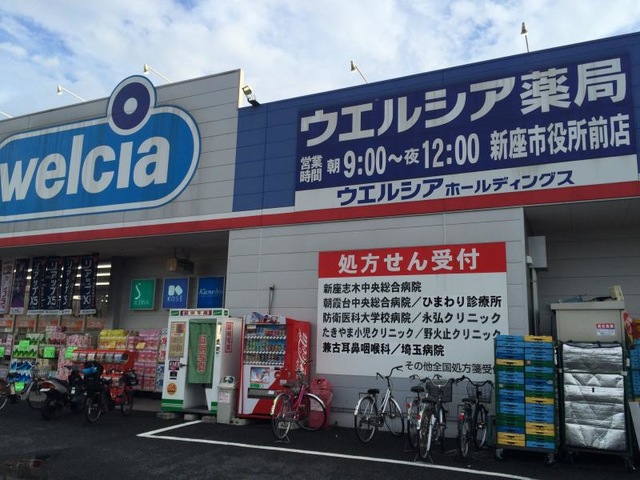 welcia
ウエルシア薬局
営業時間 朝9:00～夜12:00 新座市役所前店
ウエルシアホールディングス
処方せん受付
新座志木中央総合病院
朝霞台中央総合病院／ひまわり診療所
防衛医科大学校病院／永弘クリニック
たきやま小児クリニック／野火止クリニック
兼古耳鼻咽喉科／埼玉病院
その他全国処方箋受付
KOSÉ
Kanebo